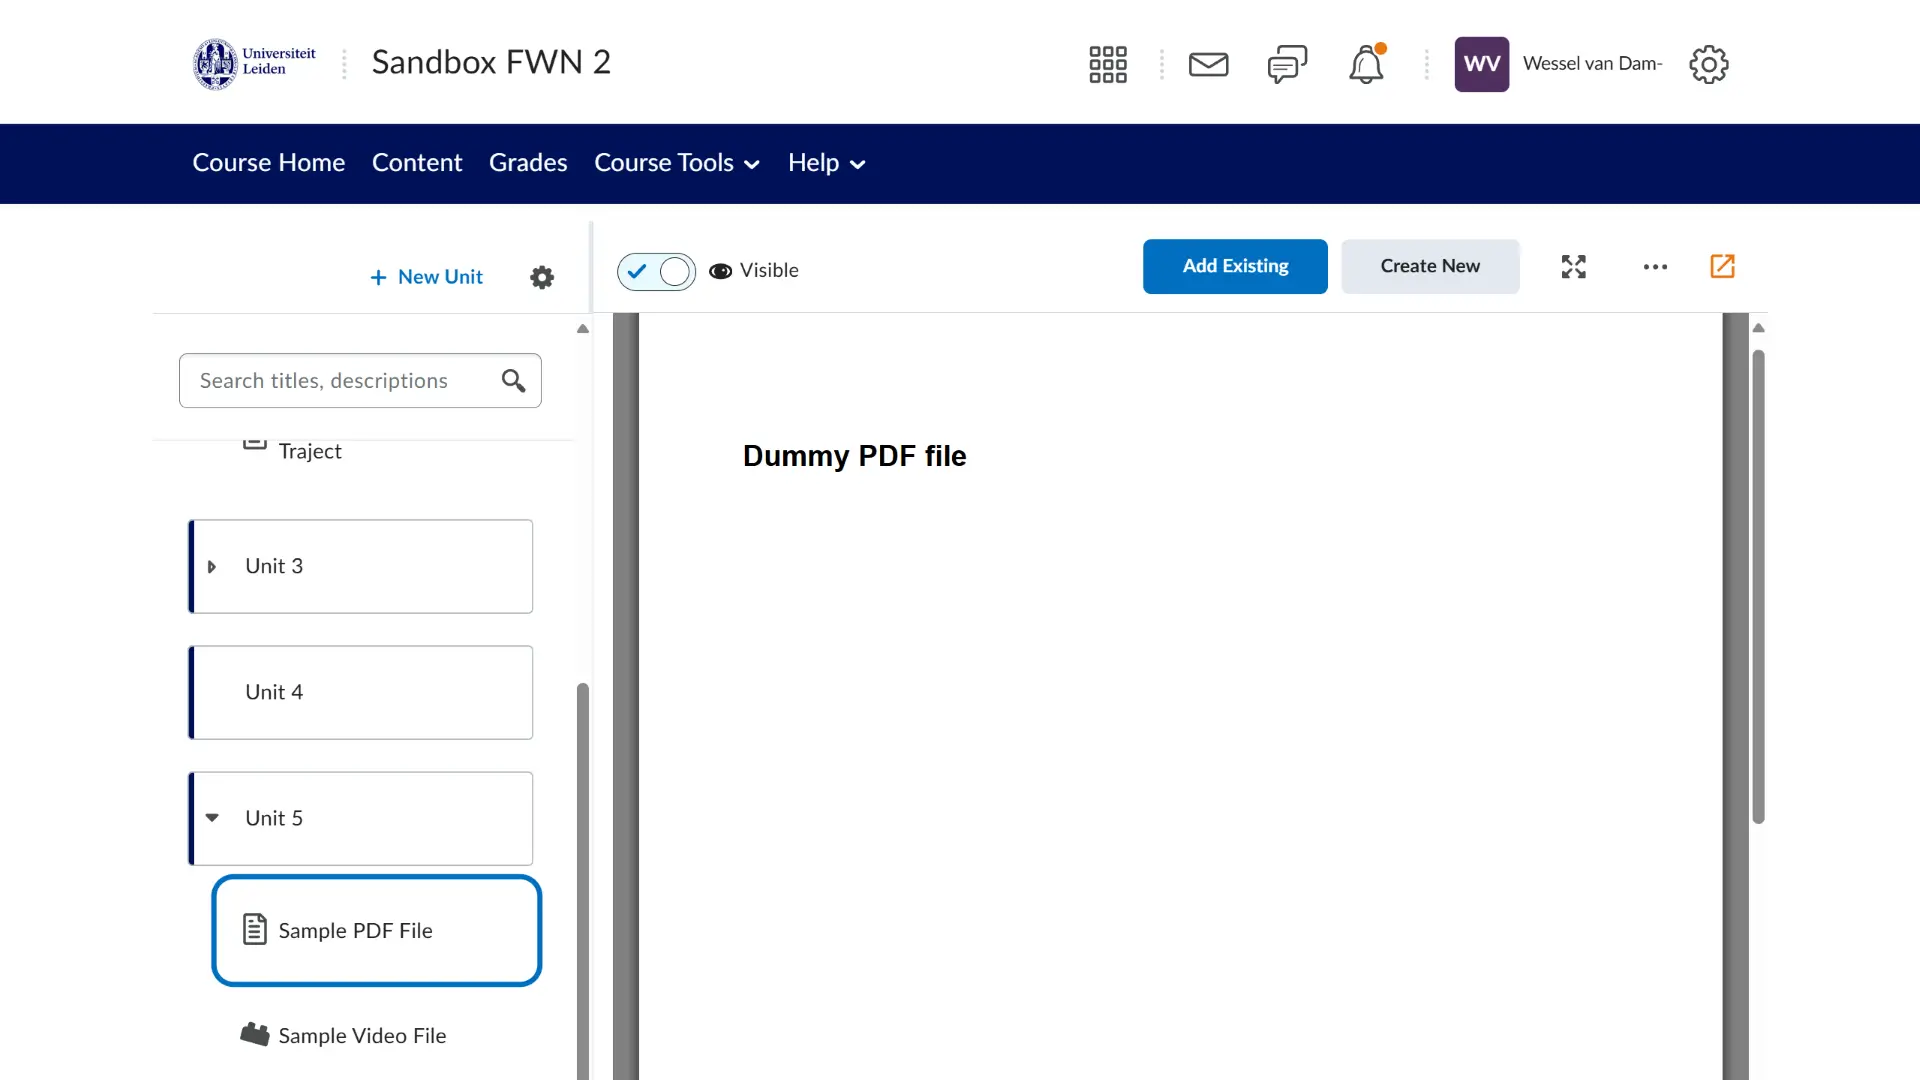 Universiteit
Leiden
Sandbox FWN 2
WV
Wessel van Dam-
Course Home
Content
Grades
Course Tools
Help
+ New Unit
Visible
Add Existing
Create New
Search titles, descriptions
Traject
Unit 3
Unit 4
Unit 5
Sample PDF File
Sample Video File
Dummy PDF file